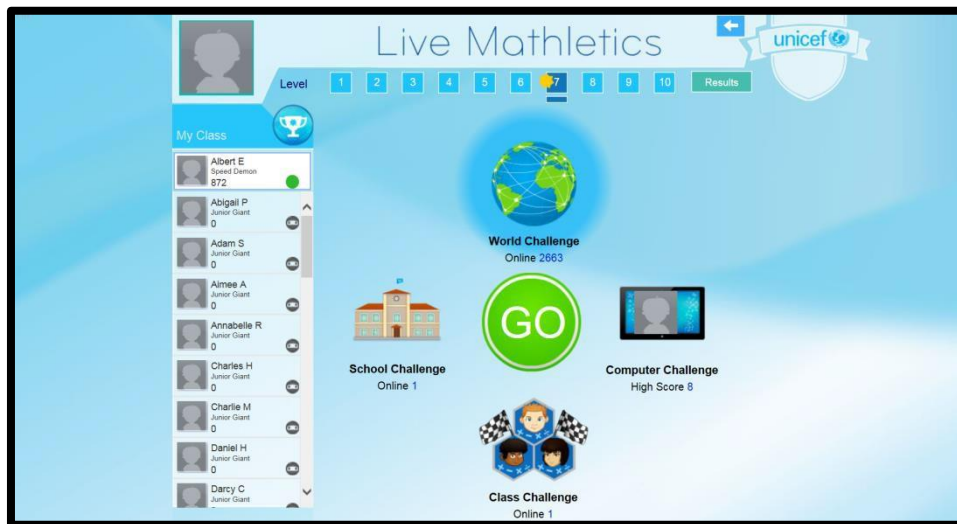 Live Mathletics
unicef
Level 1 2 3 4 5 6 7 8 9 10 Results
My Class
Albert E
Speed Demon
872
Abigail P
Junior Giant
0
Adam S
Junior Giant
0
Aimee A
Junior Giant
0
Annabelle R
Junior Giant
0
Charles H
Junior Giant
0
Charlie M
Junior Giant
0
Daniel H
Junior Giant
0
Darcy C
Junior Giant
World Challenge
Online 2663
School Challenge
Online 1
GO
Computer Challenge
High Score 8
Class Challenge
Online 1